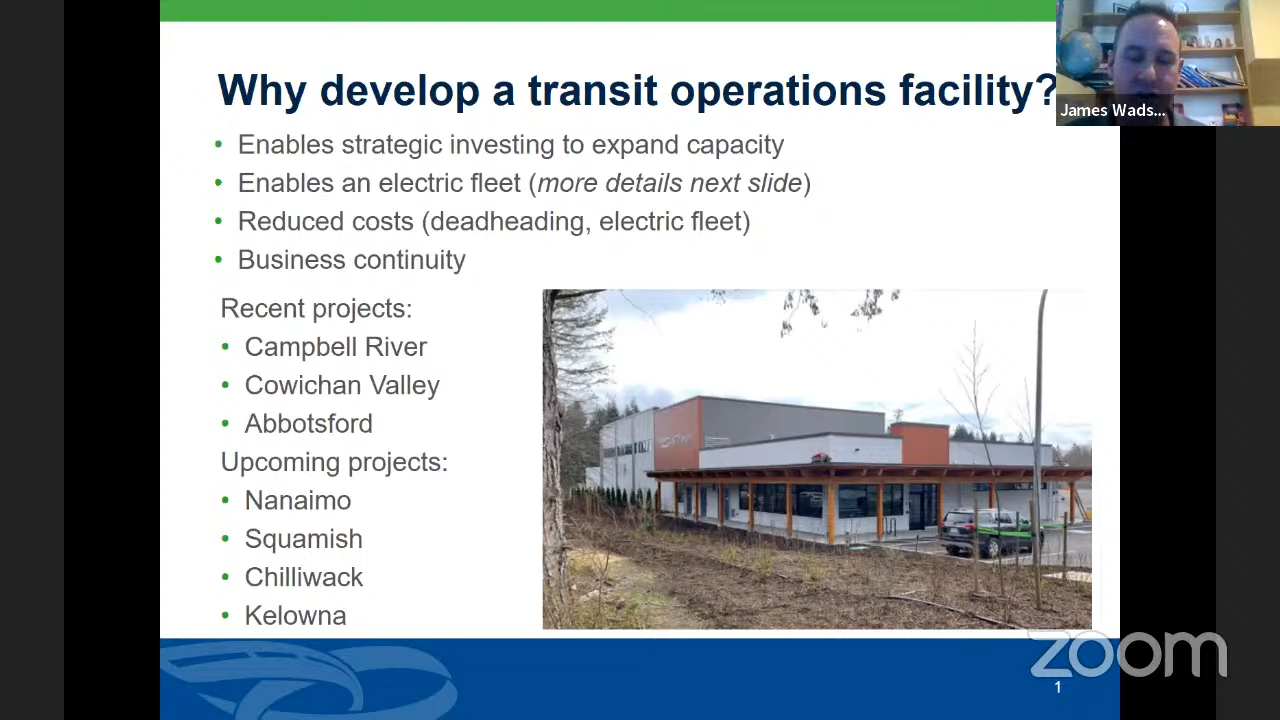 Why develop a transit operations facility?
• Enables strategic investing to expand capacity
• Enables an electric fleet (more details next slide)
• Reduced costs (deadheading, electric fleet)
• Business continuity
Recent projects:
• Campbell River
• Cowichan Valley
• Abbotsford
Upcoming projects:
• Nanaimo
• Squamish
• Chilliwack
• Kelowna
James Wads...
zoom
1